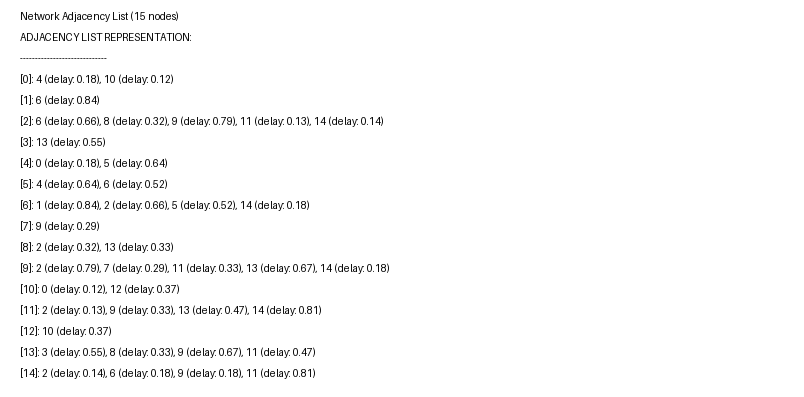 Network Adjacency List (15 nodes)
ADJACENCY LIST REPRESENTATION:
------------------------------
[0]: 4 (delay: 0.18), 10 (delay: 0.12)
[1]: 6 (delay: 0.84)
[2]: 6 (delay: 0.66), 8 (delay: 0.32), 9 (delay: 0.79), 11 (delay: 0.13), 14 (delay: 0.14)
[3]: 13 (delay: 0.55)
[4]: 0 (delay: 0.18), 5 (delay: 0.64)
[5]: 4 (delay: 0.64), 6 (delay: 0.52)
[6]: 1 (delay: 0.84), 2 (delay: 0.66), 5 (delay: 0.52), 14 (delay: 0.18)
[7]: 9 (delay: 0.29)
[8]: 2 (delay: 0.32), 13 (delay: 0.33)
[9]: 2 (delay: 0.79), 7 (delay: 0.29), 11 (delay: 0.33), 13 (delay: 0.67), 14 (delay: 0.18)
[10]: 0 (delay: 0.12), 12 (delay: 0.37)
[11]: 2 (delay: 0.13), 9 (delay: 0.33), 13 (delay: 0.47), 14 (delay: 0.81)
[12]: 10 (delay: 0.37)
[13]: 3 (delay: 0.55), 8 (delay: 0.33), 9 (delay: 0.67), 11 (delay: 0.47)
[14]: 2 (delay: 0.14), 6 (delay: 0.18), 9 (delay: 0.18), 11 (delay: 0.81)